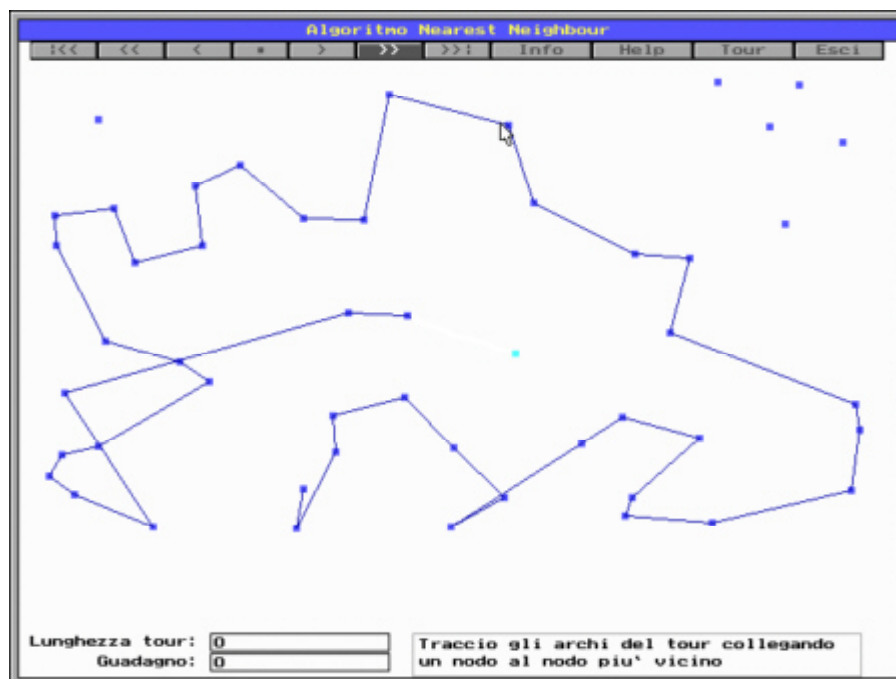 Algoritmo Nearest Neighbour
|<< << < ▪ > >> >>| Info Help Tour Esci
Lunghezza tour: 0
Guadagno: 0
Traccio gli archi del tour collegando
un nodo al nodo piu' vicino